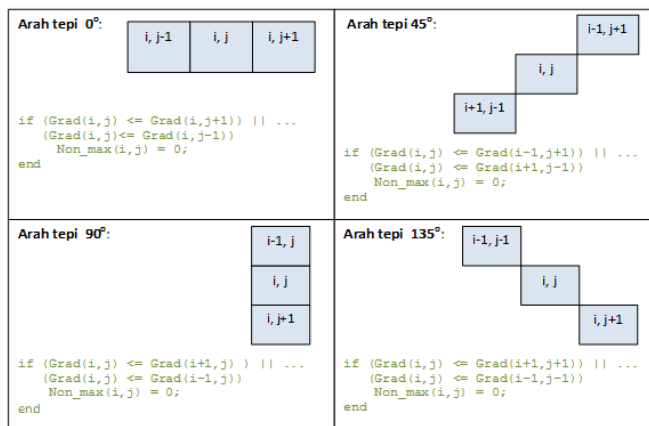 Arah tepi 0°:
i, j-1 i, j i, j+1
if (Grad(i,j) <= Grad(i,j+1)) || ...
(Grad(i,j)<= Grad(i,j-1))
Non_max(i,j) = 0;
end
Arah tepi 45°:
i-1, j+1
i, j
i+1, j-1
if (Grad(i,j) <= Grad(i-1,j+1)) || ...
(Grad(i,j) <= Grad(i+1,j-1))
Non_max(i,j) = 0;
end
Arah tepi 90°:
i-1, j
i, j
i, j+1
if (Grad(i,j) <= Grad(i+1,j) ) || ...
(Grad(i,j) <= Grad(i-1,j))
Non_max(i,j) = 0;
end
Arah tepi 135°:
i-1, j-1
i, j
i, j+1
if (Grad(i,j) <= Grad(i+1,j+1)) || ...
(Grad(i,j) <= Grad(i-1,j-1))
Non_max(i,j) = 0;
end